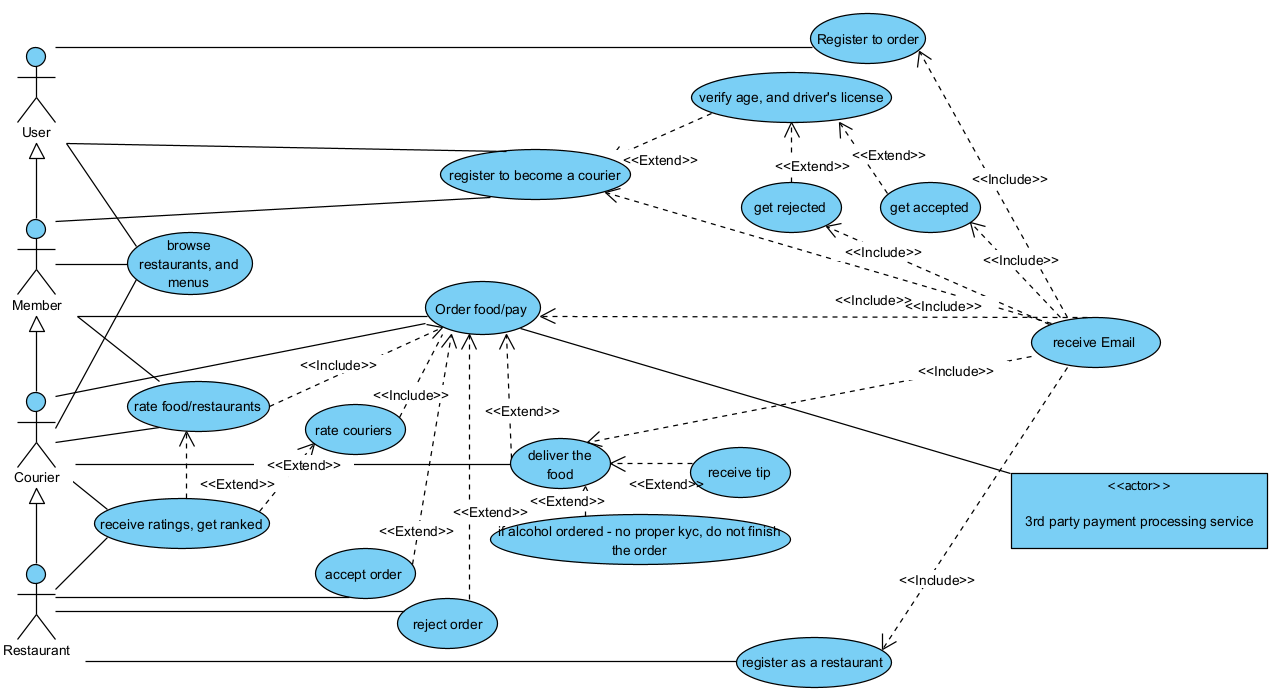 Register to order
User
verify age, and driver's license
<<Extend>>
<<Extend>>
<<Extend>>
register to become a courier
<<Include>>
get rejected
get accepted
browse
restaurants, and
menus
<<Include>>
<<Include>>
Member
Order food/pay
<<Include>>
<<Include>>
receive Email
<<Include>>
<<Include>>
<<Include>>
rate food/restaurants
<<Extend>>
rate couriers
deliver the
food
<<Extend>>
receive tip
Courier
<<Extend>>
<<Extend>>
<<actor>>
3rd party payment processing service
<<Extend>>
<<Extend>>
receive ratings, get ranked
<<Extend>>
if alcohol ordered - no proper kyc, do not finish
the order
accept order
<<Include>>
reject order
Restaurant
register as a restaurant